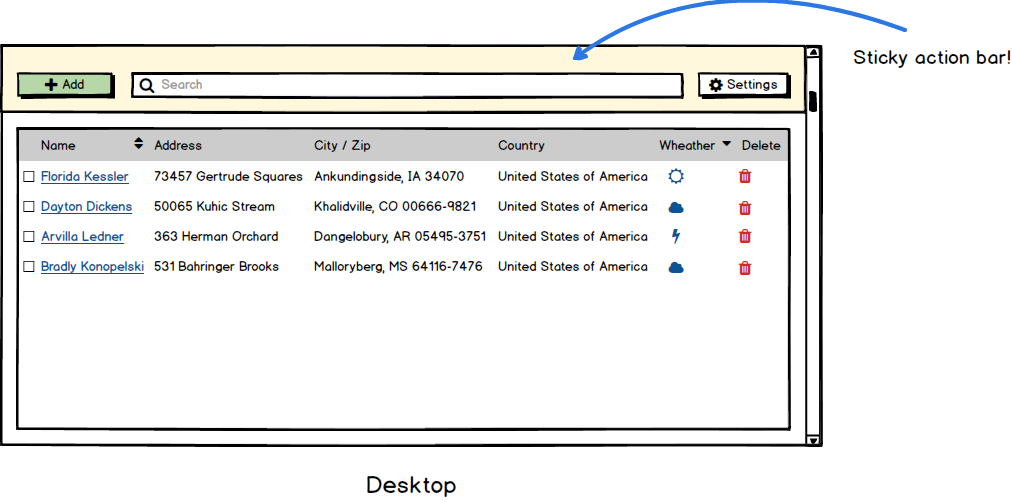 Sticky action bar!
Add Search Settings
Name Address City / Zip Country Wheather Delete
Florida Kessler 73457 Gertrude Squares Ankundingside, IA 34070 United States of America
Dayton Dickens 50065 Kuhic Stream Khalidville, CO 00666-9821 United States of America
Arvilla Ledner 363 Herman Orchard Dangelobury, AR 05495-3751 United States of America
Bradly Konopelski 531 Bahringer Brooks Malloryberg, MS 64116-7476 United States of America
Desktop